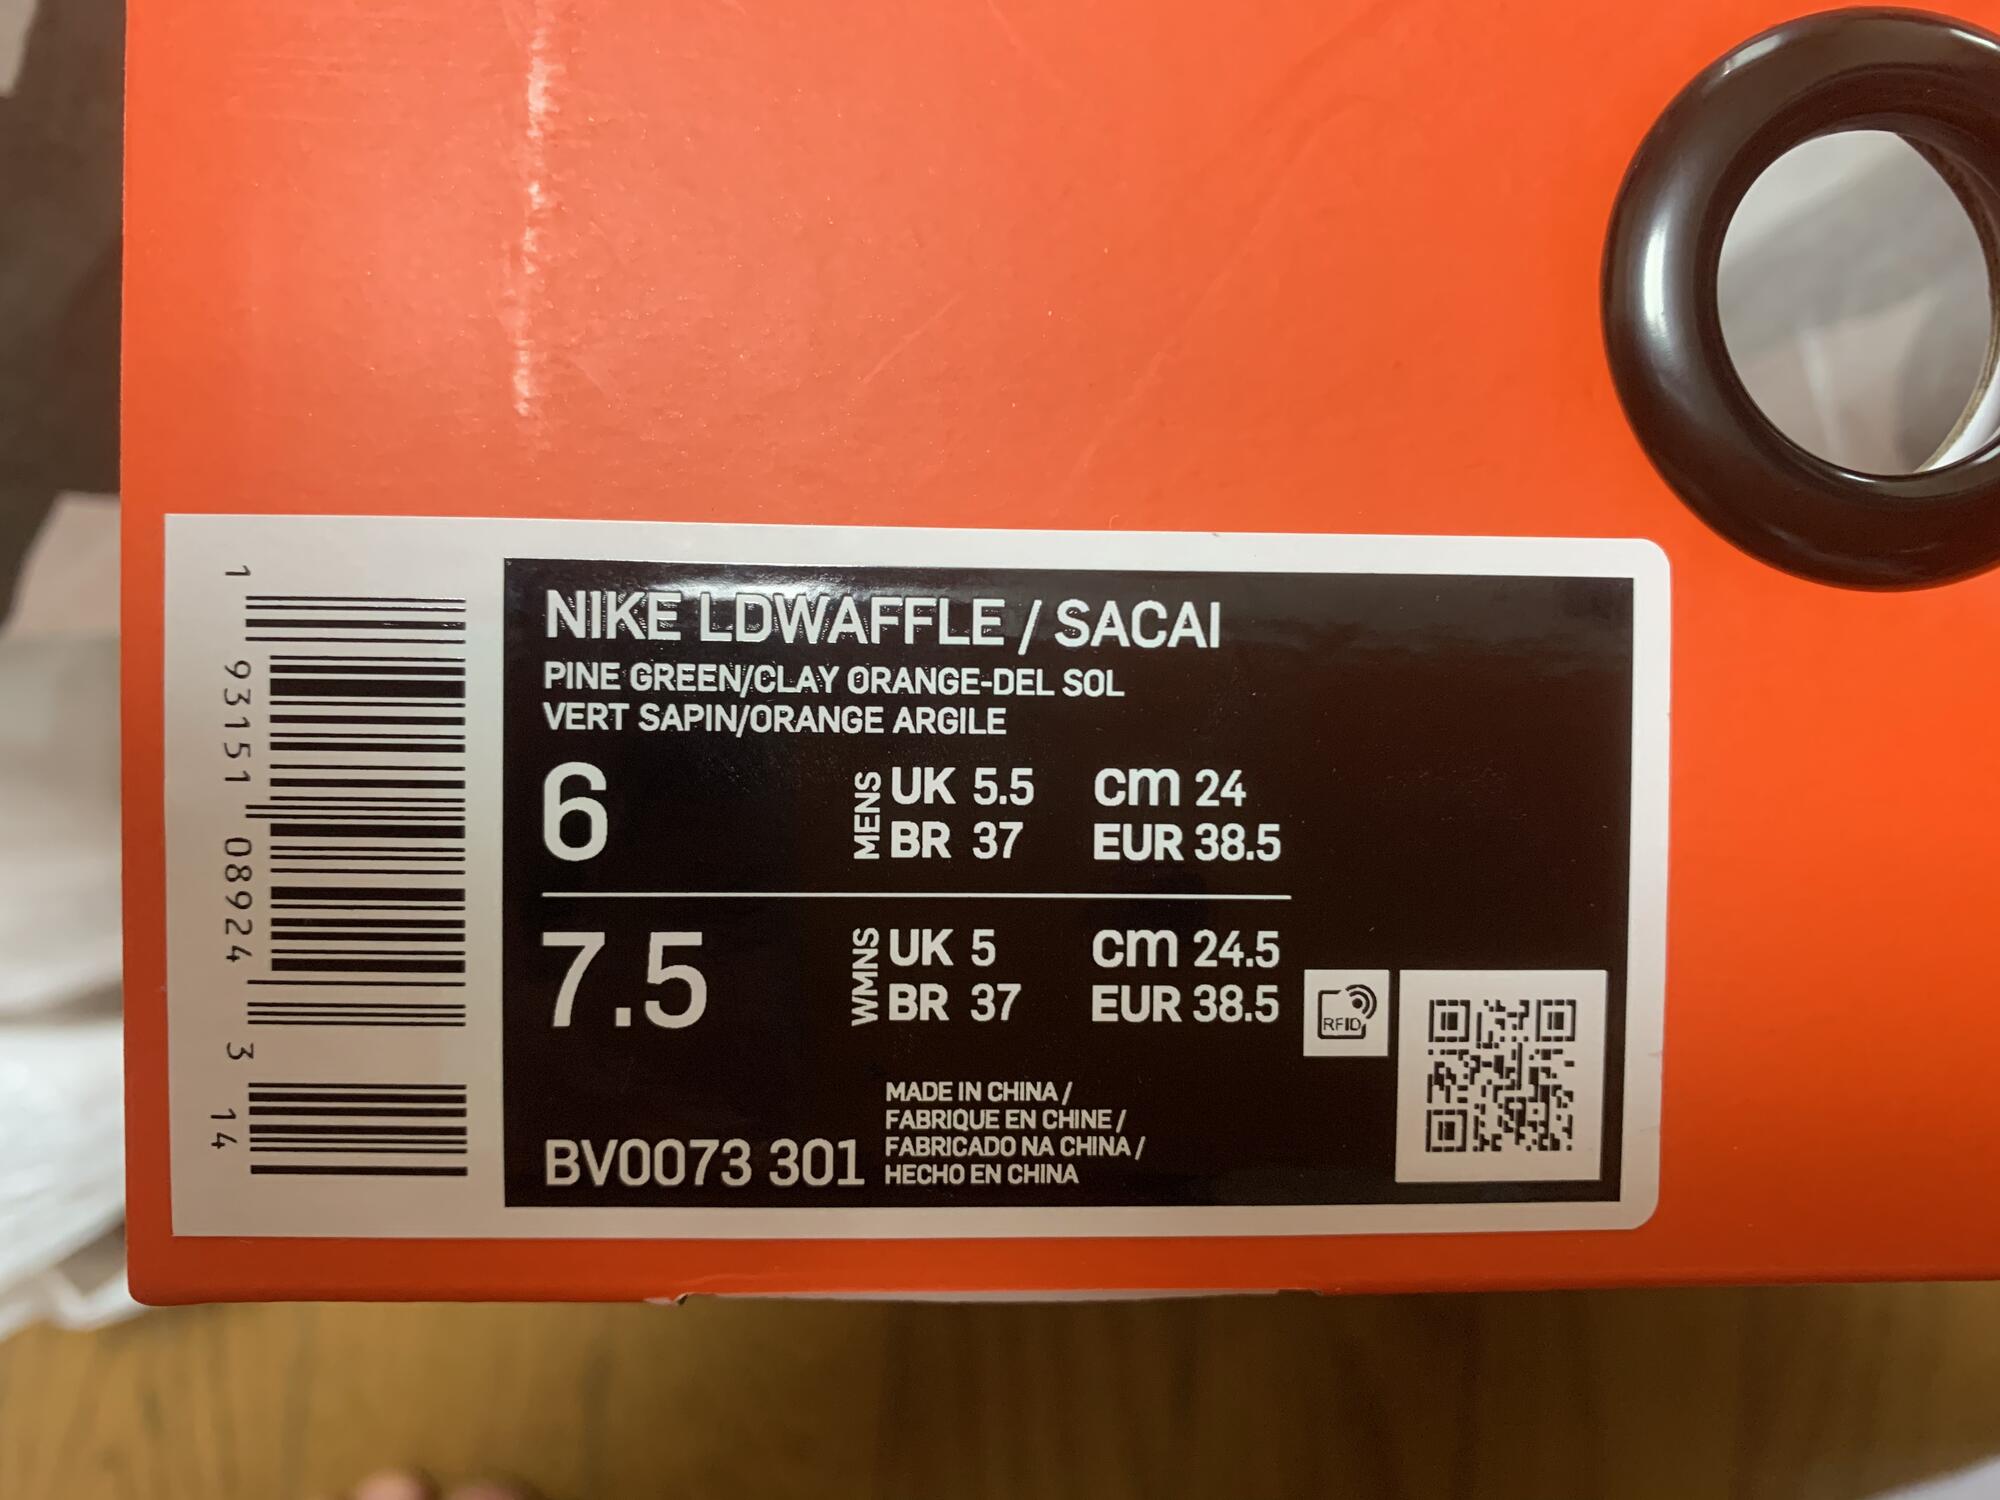 1 93151 08924 3 14
NIKE LDWAFFLE / SACAI
PINE GREEN/CLAY ORANGE-DEL SOL
VERT SAPIN/ORANGE ARGILE
6 MENS UK 5.5 cm 24
BR 37 EUR 38.5
7.5 WMNS UK 5 cm 24.5
BR 37 EUR 38.5
RFID
MADE IN CHINA /
FABRIQUE EN CHINE /
FABRICADO NA CHINA /
HECHO EN CHINA
BV0073 301